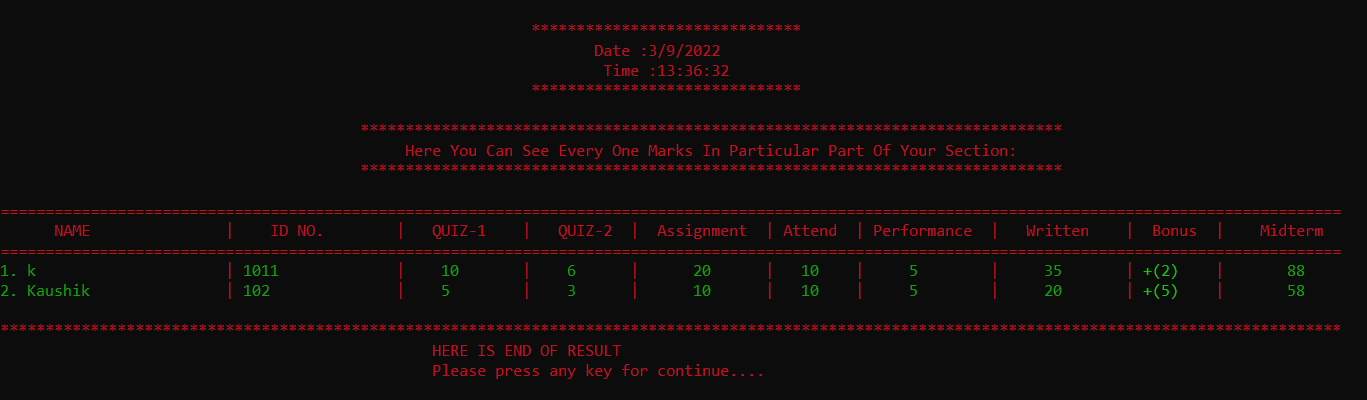 ******************************
Date :3/9/2022
Time :13:36:32
******************************
******************************************************************************
Here You Can See Every One Marks In Particular Part Of Your Section:
******************************************************************************
=====================================================================================================================================================
NAME | ID NO. | QUIZ-1 | QUIZ-2 | Assignment | Attend | Performance | Written | Bonus | Midterm
=====================================================================================================================================================
1. k | 1011 | 10 | 6 | 20 | 10 | 5 | 35 | +(2) | 88
2. Kaushik | 102 | 5 | 3 | 10 | 10 | 5 | 20 | +(5) | 58
*****************************************************************************************************************************************************
HERE IS END OF RESULT
Please press any key for continue....